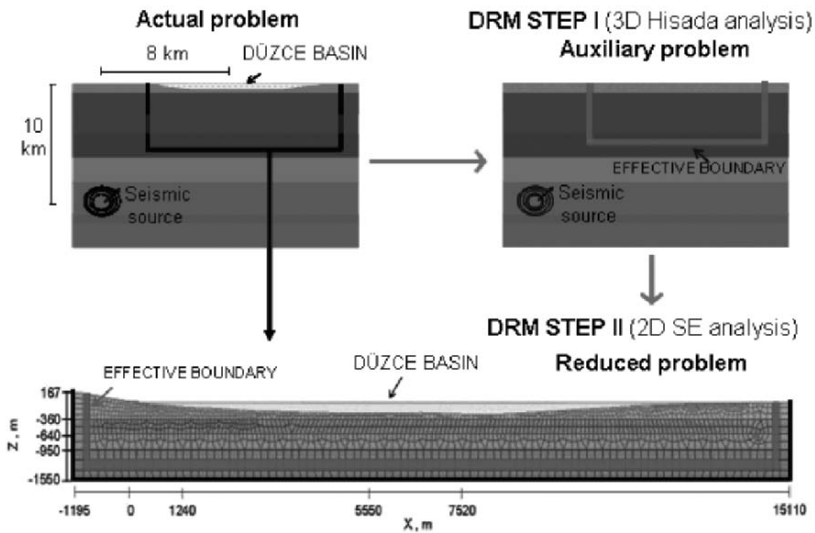 Actual problem
8 km
DÜZCE BASIN
10
km
Seismic
source
DRM STEP I (3D Hisada analysis)
Auxiliary problem
EFFECTIVE BOUNDARY
Seismic
source
DRM STEP II (2D SE analysis)
Reduced problem
EFFECTIVE BOUNDARY
DÜZCE BASIN
Z, m
167
-360
-640
-950
-1550
-1195
0
1240
5550
7520
15110
X, m